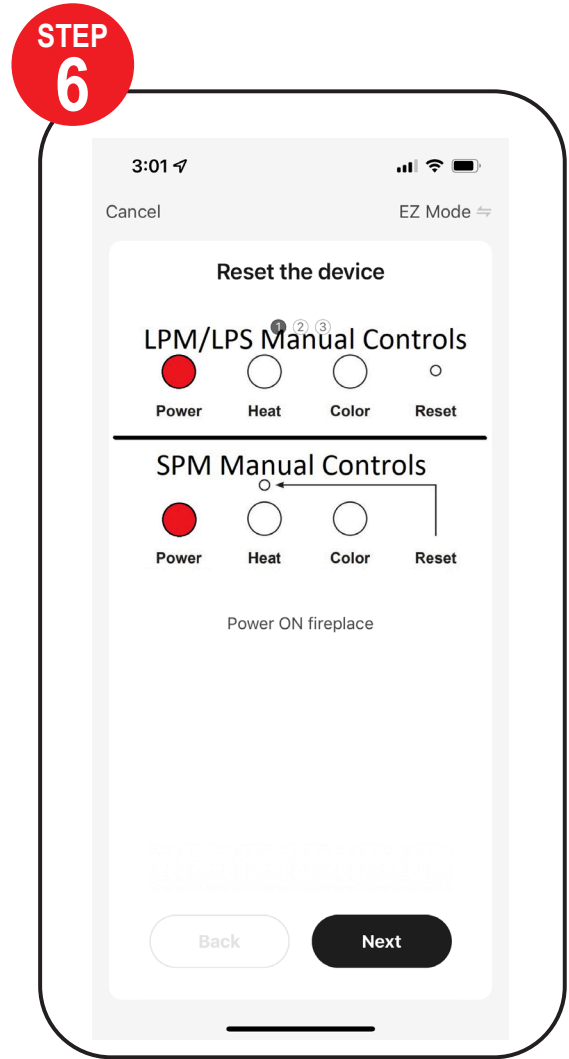 STEP
6
3:01
Cancel EZ Mode
Reset the device
1 2 3
LPM/LPS Manual Controls
Power Heat Color Reset
SPM Manual Controls
Power Heat Color Reset
Power ON fireplace
Back Next